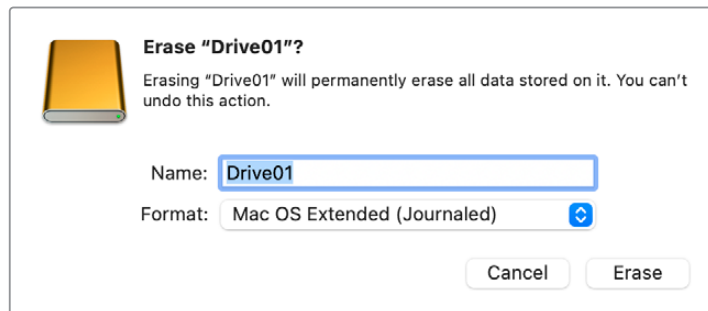 Erase “Drive01”?
Erasing “Drive01” will permanently erase all data stored on it. You can’t
undo this action.
Name: Drive01
Format: Mac OS Extended (Journaled)
Cancel Erase